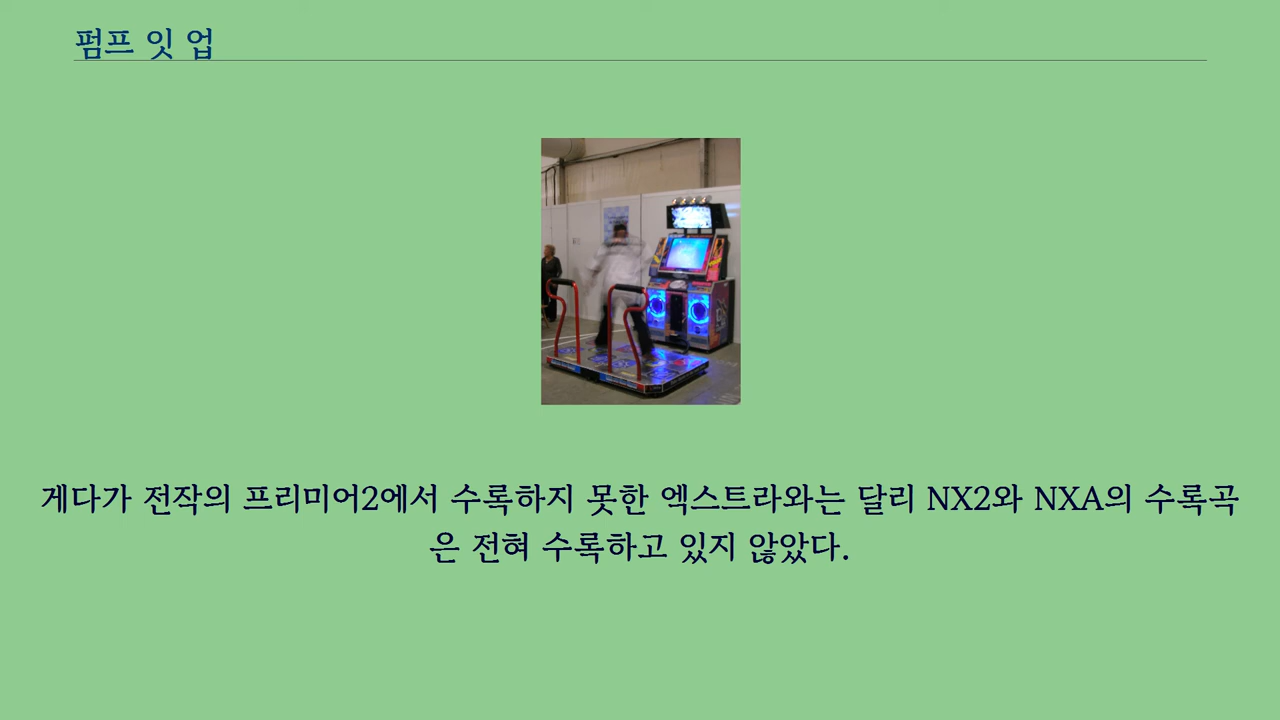 펌프 잇 업
게다가 전작의 프리미어2에서 수록하지 못한 엑스트라와는 달리 NX2와 NXA의 수록곡
은 전혀 수록하고 있지 않았다.